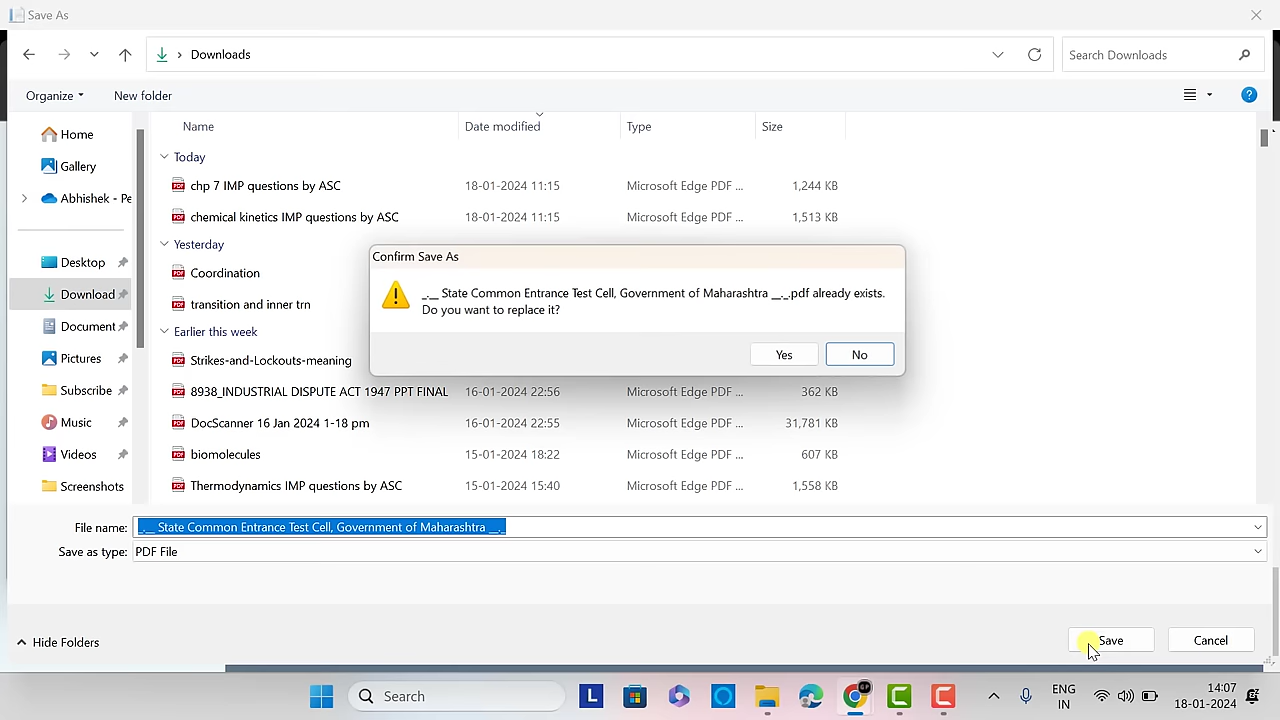 Save As
Downloads
Search Downloads
Organize
New folder
Home
Gallery
Abhishek - Pe
Desktop
Download
Document
Pictures
Subscribe
Music
Videos
Screenshots
Name Date modified Type Size
Today
chp 7 IMP questions by ASC 18-01-2024 11:15 Microsoft Edge PDF ... 1,244 KB
chemical kinetics IMP questions by ASC 18-01-2024 11:15 Microsoft Edge PDF ... 1,513 KB
Yesterday
Coordination
transition and inner trn
Earlier this week
Strikes-and-Lockouts-meaning
8938_INDUSTRIAL DISPUTE ACT 1947 PPT FINAL 16-01-2024 22:56 Microsoft Edge PDF ... 362 KB
DocScanner 16 Jan 2024 1-18 pm 16-01-2024 22:55 Microsoft Edge PDF ... 31,781 KB
biomolecules 15-01-2024 18:22 Microsoft Edge PDF ... 607 KB
Thermodynamics IMP questions by ASC 15-01-2024 15:40 Microsoft Edge PDF ... 1,558 KB
Confirm Save As
_.__ State Common Entrance Test Cell, Government of Maharashtra __._.pdf already exists.
Do you want to replace it?
Yes No
File name: _.__ State Common Entrance Test Cell, Government of Maharashtra __._
Save as type: PDF File
Hide Folders
Save Cancel
Search
ENG
IN
14:07
18-01-2024